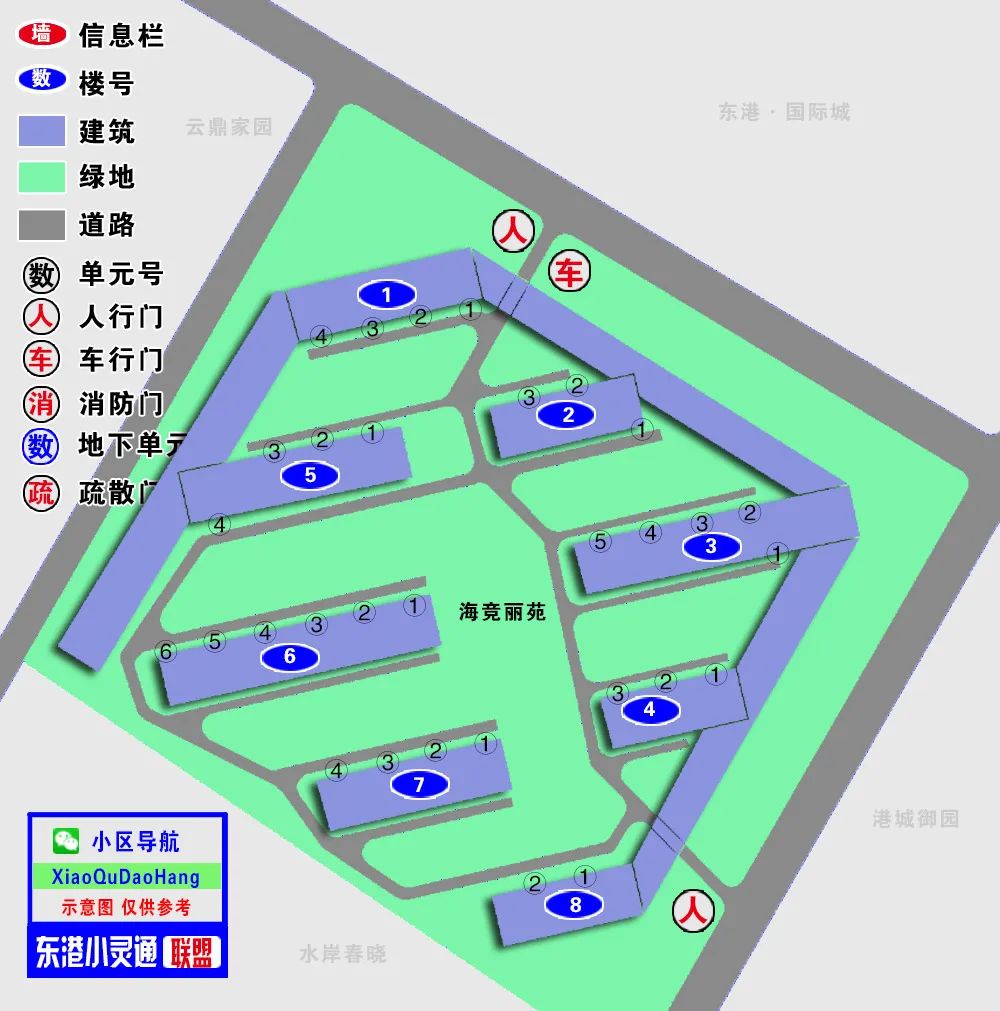 墙 信息栏
数 楼号
建筑
绿地
道路
数 单元号
人 人行门
车 车行门
消 消防门
数 地下单元
疏 疏散门
云鼎家园
东港·国际城
人
车
1
4 3 2 1
3 2
2
1
3 2 1
5
4
5 4 3 2
3
1
海竞丽苑
6 5 4 3 2 1
6
3 2 1
4
4 3 2 1
7
2 1
8
人
港城御园
水岸春晓
小区导航
XiaoQuDaoHang
示意图 仅供参考
东港小灵通 联盟